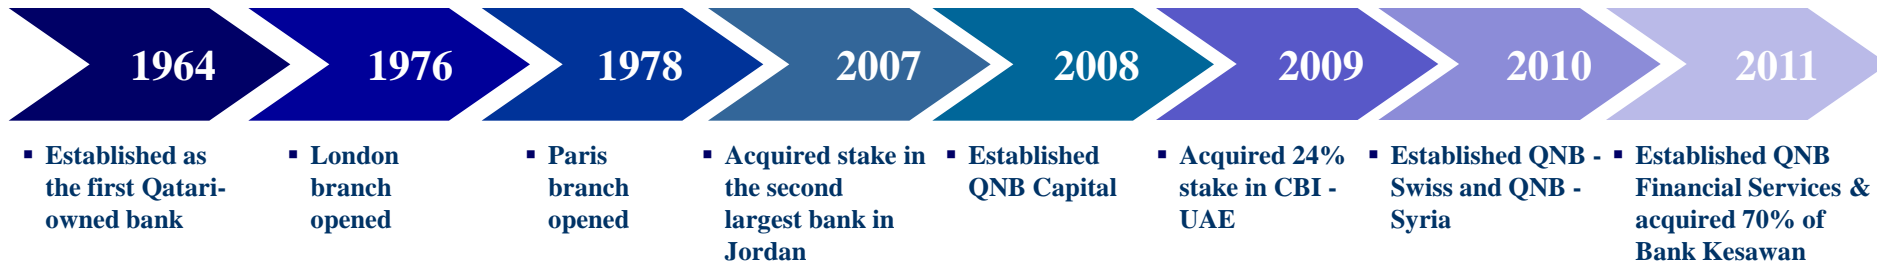 1964
1976
1978
2007
2008
2009
2010
2011
▪ Established as
the first Qatari-
owned bank
▪ London
branch
opened
▪ Paris
branch
opened
▪ Acquired stake in
the second
largest bank in
Jordan
▪ Established
QNB Capital
▪ Acquired 24%
stake in CBI -
UAE
▪ Established QNB -
Swiss and QNB -
Syria
▪ Established QNB
Financial Services &
acquired 70% of
Bank Kesawan